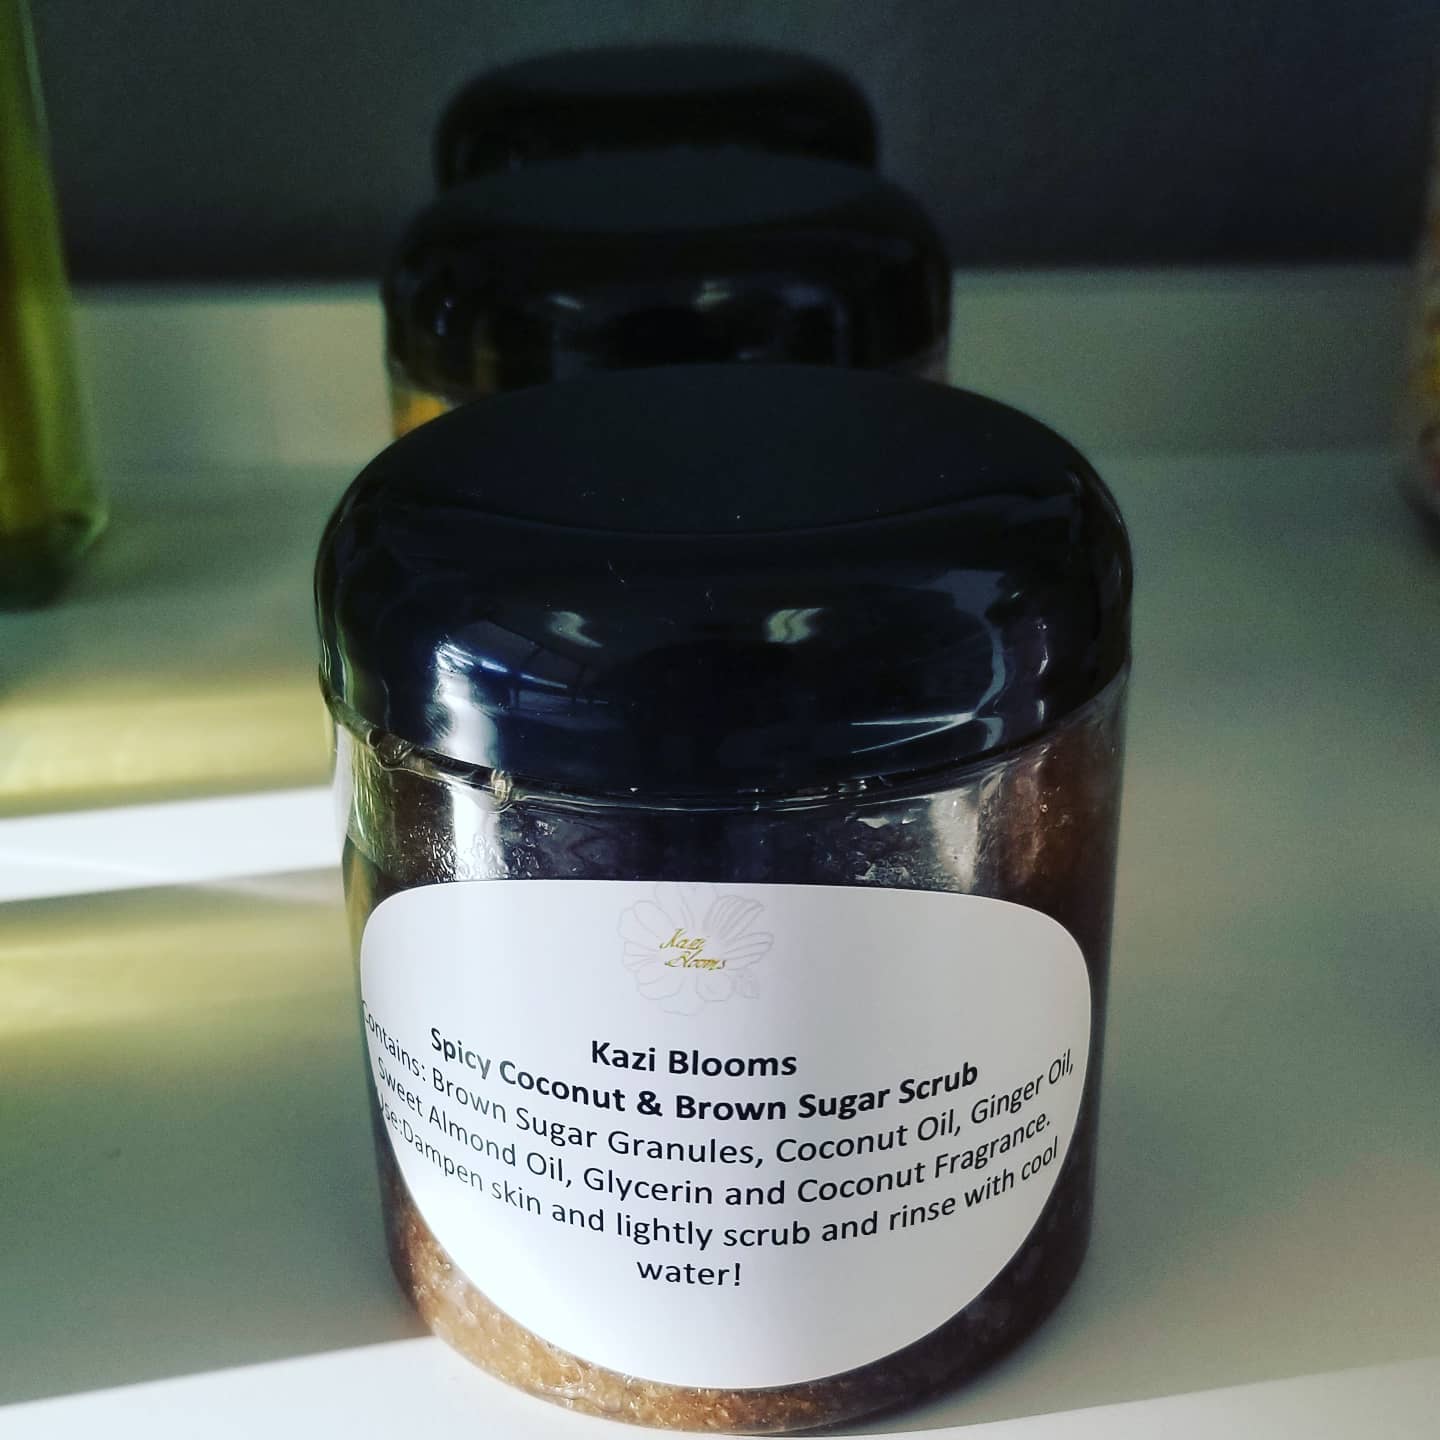 Kazi
Blooms
Kazi Blooms
Spicy Coconut & Brown Sugar Scrub
Contains: Brown Sugar Granules, Coconut Oil, Ginger Oil,
Sweet Almond Oil, Glycerin and Coconut Fragrance.
Use:Dampen skin and lightly scrub and rinse with cool
water!